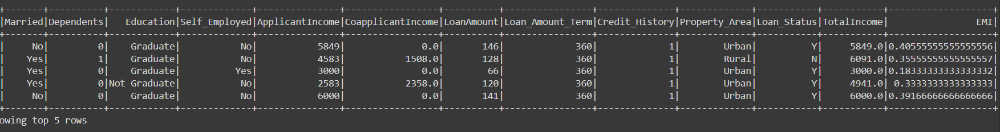 +-------+----------+------------+-------------+---------------+-----------------+----------+----------------+--------------+-------------+-----------+-----------+-------------------+
|Married|Dependents|   Education|Self_Employed|ApplicantIncome|CoapplicantIncome|LoanAmount|Loan_Amount_Term|Credit_History|Property_Area|Loan_Status|TotalIncome|                EMI|
+-------+----------+------------+-------------+---------------+-----------------+----------+----------------+--------------+-------------+-----------+-----------+-------------------+
|     No|         0|    Graduate|           No|           5849|              0.0|       146|             360|             1|        Urban|          Y|     5849.0|0.40555555555555556|
|    Yes|         1|    Graduate|           No|           4583|           1508.0|       128|             360|             1|        Rural|          N|     6091.0|0.35555555555555557|
|    Yes|         0|    Graduate|          Yes|           3000|              0.0|        66|             360|             1|        Urban|          Y|     3000.0|0.18333333333333332|
|    Yes|         0|Not Graduate|           No|           2583|           2358.0|       120|             360|             1|        Urban|          Y|     4941.0| 0.3333333333333333|
|     No|         0|    Graduate|           No|           6000|              0.0|       141|             360|             1|        Urban|          Y|     6000.0|0.39166666666666666|
+-------+----------+------------+-------------+---------------+-----------------+----------+----------------+--------------+-------------+-----------+-----------+-------------------+
owing top 5 rows